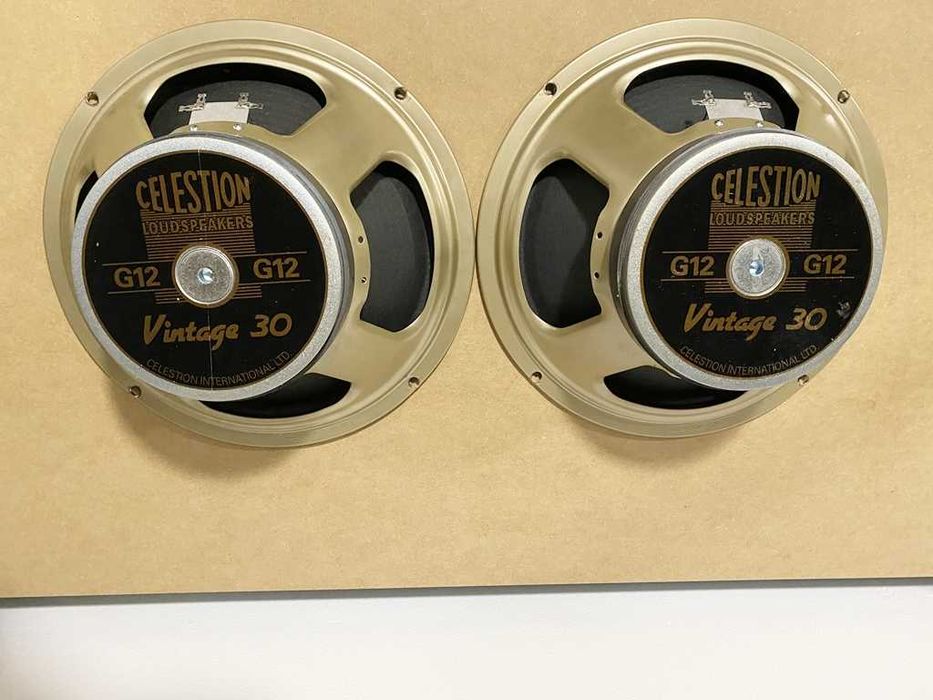 CELESTION
LOUDSPEAKERS
G12 G12
Vintage 30
CELESTION INTERNATIONAL LTD.
CELESTION
LOUDSPEAKERS
G12 G12
Vintage 30
CELESTION INTERNATIONAL LTD.